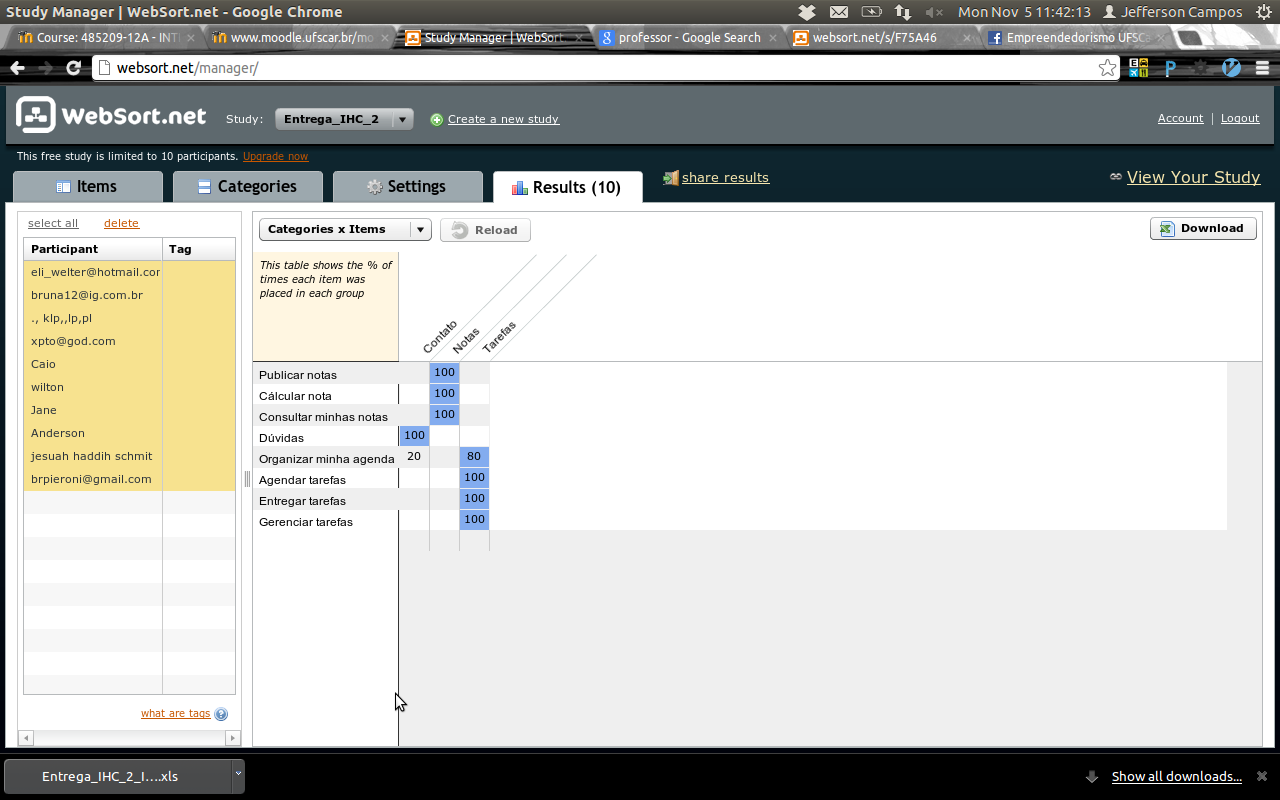 Study Manager | WebSort.net - Google Chrome
Mon Nov 5 11:42:13
Jefferson Campos
Course: 485209-12A - INT
www.moodle.ufscar.br/mo
Study Manager | WebSort
professor - Google Search
websort.net/s/F75A46
Empreendedorismo UFSC
websort.net/manager/
WebSort.net
Study:
Entrega_IHC_2
Create a new study
Account | Logout
This free study is limited to 10 participants. Upgrade now
Items
Categories
Settings
Results (10)
share results
View Your Study
select all
delete
Participant
Tag
eli_welter@hotmail.cor
bruna12@ig.com.br
., klp,,lp,pl
xpto@god.com
Caio
wilton
Jane
Anderson
jesuah haddih schmit
brpieroni@gmail.com
what are tags
Categories x Items
Reload
Download
This table shows the % of
times each item was
placed in each group
Contato
Notas
Tarefas
Publicar notas 100
Cálcular nota 100
Consultar minhas notas 100
Dúvidas 100
Organizar minha agenda 20 80
Agendar tarefas 100
Entregar tarefas 100
Gerenciar tarefas 100
Entrega_IHC_2_I....xls
Show all downloads...